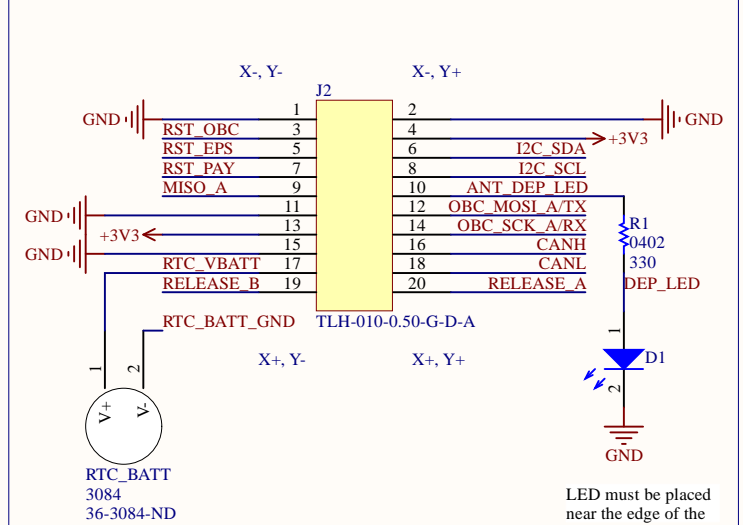 X-, Y- X-, Y+
J2
GND 1 2 GND
RST_OBC 3 4 +3V3
RST_EPS 5 6 I2C_SDA
RST_PAY 7 8 I2C_SCL
MISO_A 9 10 ANT_DEP_LED
GND 11 12 OBC_MOSI_A/TX
+3V3 13 14 OBC_SCK_A/RX
GND 15 16 CANH
RTC_VBATT 17 18 CANL
RELEASE_B 19 20 RELEASE_A
R1
0402
330
DEP_LED
RTC_BATT_GND TLH-010-0.50-G-D-A
X+, Y- X+, Y+
1 2
V+ V-
RTC_BATT
3084
36-3084-ND
1
D1
2
GND
LED must be placed
near the edge of the